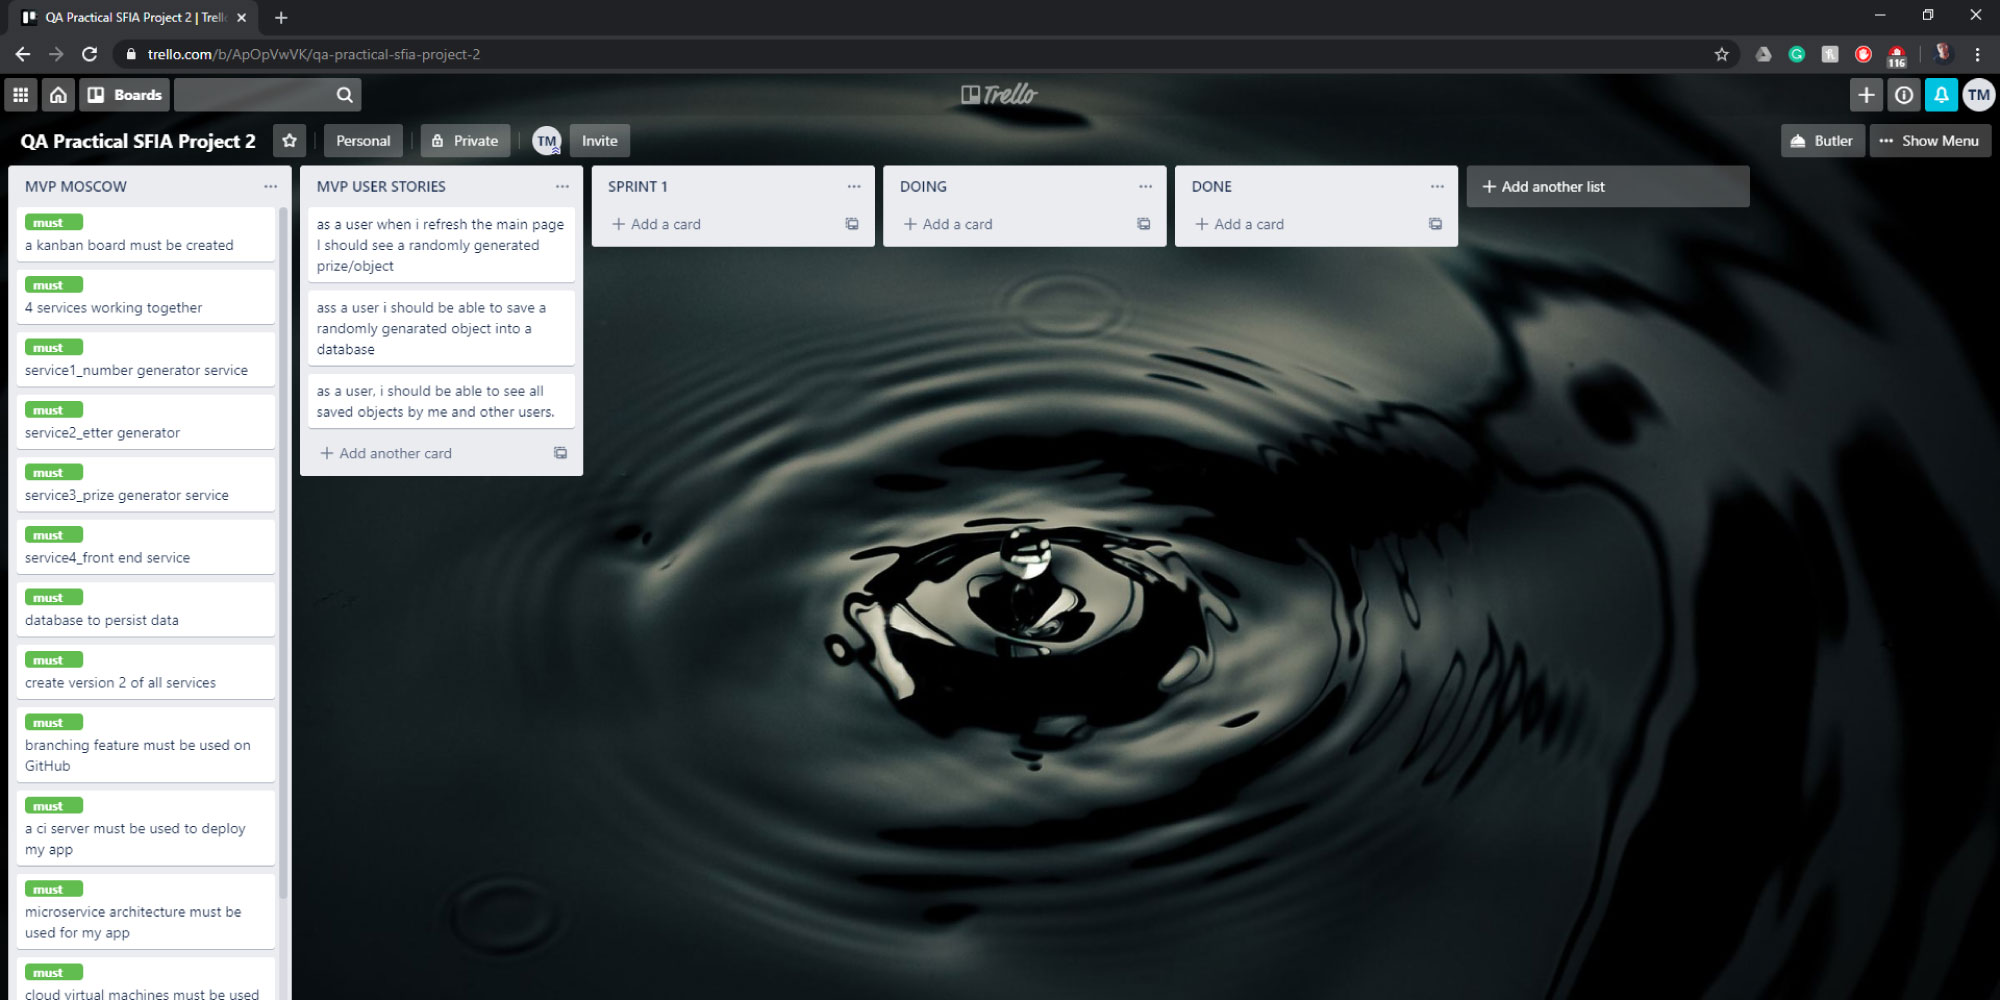 QA Practical SFIA Project 2 | Trell
trello.com/b/ApOpVwVK/qa-practical-sfia-project-2
116
Boards
Trello
TM
QA Practical SFIA Project 2
Personal
Private
TM
Invite
Butler
Show Menu
MVP MOSCOW
must
a kanban board must be created
must
4 services working together
must
service1_number generator service
must
service2_etter generator
must
service3_prize generator service
must
service4_front end service
must
database to persist data
must
create version 2 of all services
must
branching feature must be used on
GitHub
must
a ci server must be used to deploy
my app
must
microservice architecture must be
used for my app
must
cloud virtual machines must be used
MVP USER STORIES
as a user when i refresh the main page
I should see a randomly generated
prize/object
ass a user i should be able to save a
randomly genarated object into a
database
as a user, i should be able to see all
saved objects by me and other users.
+ Add another card
SPRINT 1
+ Add a card
DOING
+ Add a card
DONE
+ Add a card
+ Add another list